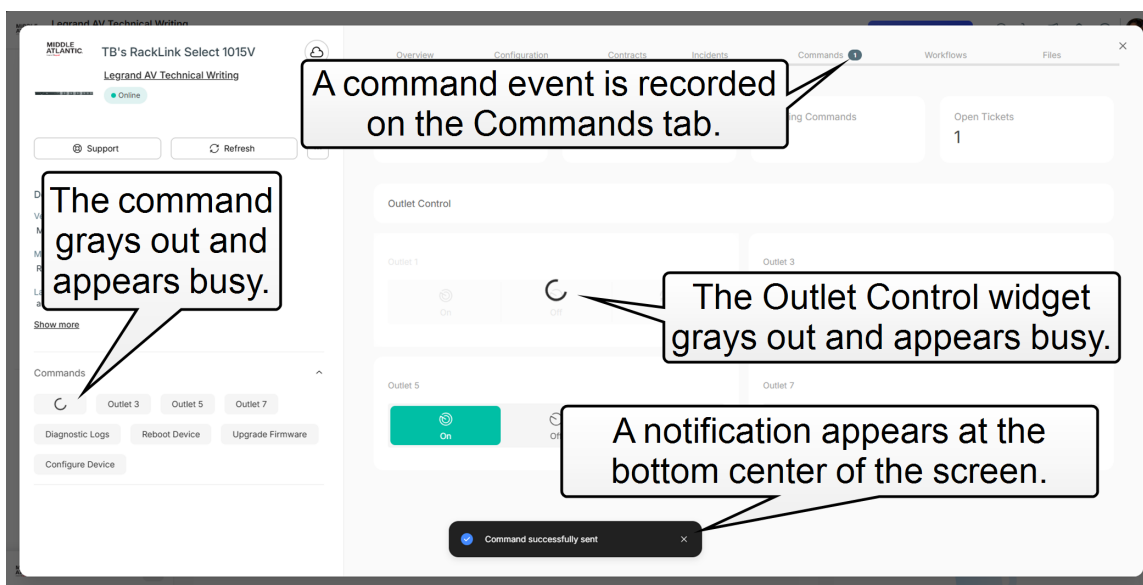 Legrand AV Technical Writing
MIDDLE
ATLANTIC
TB's RackLink Select 1015V
Legrand AV Technical Writing
Online
Support
Refresh
Overview
Configuration
Contracts
Incidents
Commands 1
Workflows
Files
A command event is recorded
on the Commands tab.
Commands
Open Tickets
1
The command
grays out and
appears busy.
Show more
Outlet Control
Outlet 1
On
Off
Outlet 3
The Outlet Control widget
grays out and appears busy.
Commands
Outlet 3
Outlet 5
Outlet 7
Diagnostic Logs
Reboot Device
Upgrade Firmware
Configure Device
Outlet 5
On
Outlet 7
A notification appears at the
bottom center of the screen.
Command successfully sent